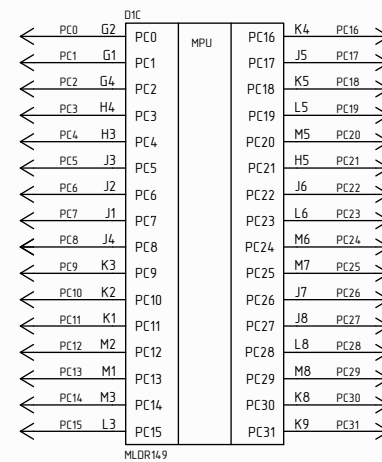 D1C
PC0 G2 PC0 MPU PC16 K4 PC16
PC1 G1 PC1 PC17 J5 PC17
PC2 G4 PC2 PC18 K5 PC18
PC3 H4 PC3 PC19 L5 PC19
PC4 H3 PC4 PC20 M5 PC20
PC5 J3 PC5 PC21 H5 PC21
PC6 J2 PC6 PC22 J6 PC22
PC7 J1 PC7 PC23 L6 PC23
PC8 J4 PC8 PC24 M6 PC24
PC9 K3 PC9 PC25 M7 PC25
PC10 K2 PC10 PC26 J7 PC26
PC11 K1 PC11 PC27 J8 PC27
PC12 M2 PC12 PC28 L8 PC28
PC13 M1 PC13 PC29 M8 PC29
PC14 M3 PC14 PC30 K8 PC30
PC15 L3 PC15 PC31 K9 PC31
MLDR149